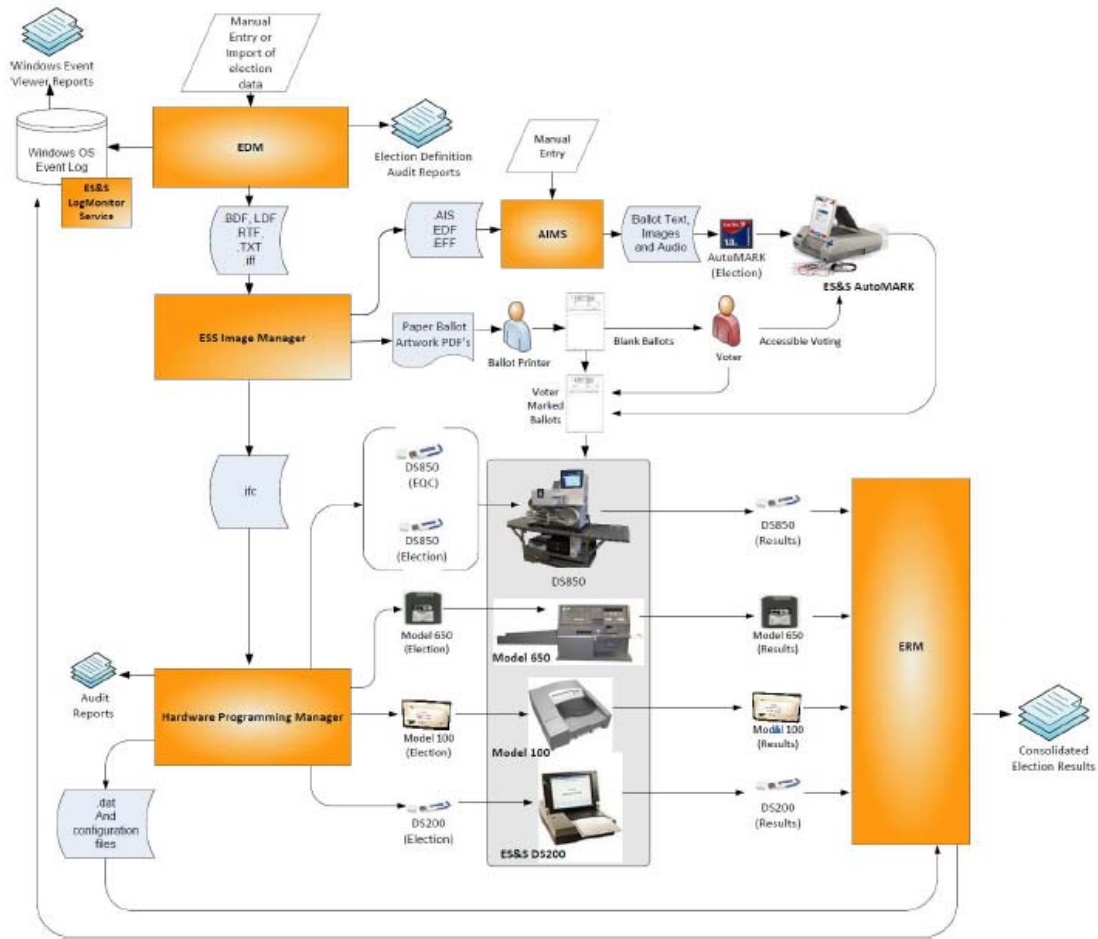 Manual
Entry or
Import of
election
data
'Windows Event
'Viewer Reports
EDM
Windows OS
Event Log
ES&S
LogMonitor
Service
Election Definition
Audit Reports
Manual
Entry
.BDF, LDF
RTF,
.TXT
iff
.AIS
EDF
EFF
AIMS
Ballot Text,
Images
and Audio
AutoMARK
(Election)
ES&S AutoMARK
ESS Image Manager
Paper Ballot
Artwork PDF's
Ballot Printer
Blank Ballots
Voter
Accessible Voting
Voter
Marked
Ballots
.ifc
DS850
(EQC)
DS850
(Election)
DS850
DS850
(Results)
Model 650
(Election)
Model 650
Model 650
(Results)
ERM
Audit
Reports
Hardware Programming Manager
Model 100
(Election)
Model 100
Model 100
(Results)
Consolidated
Election Results
.dat
And
configuration
files
DS200
(Election)
ES&S DS200
DS200
(Results)